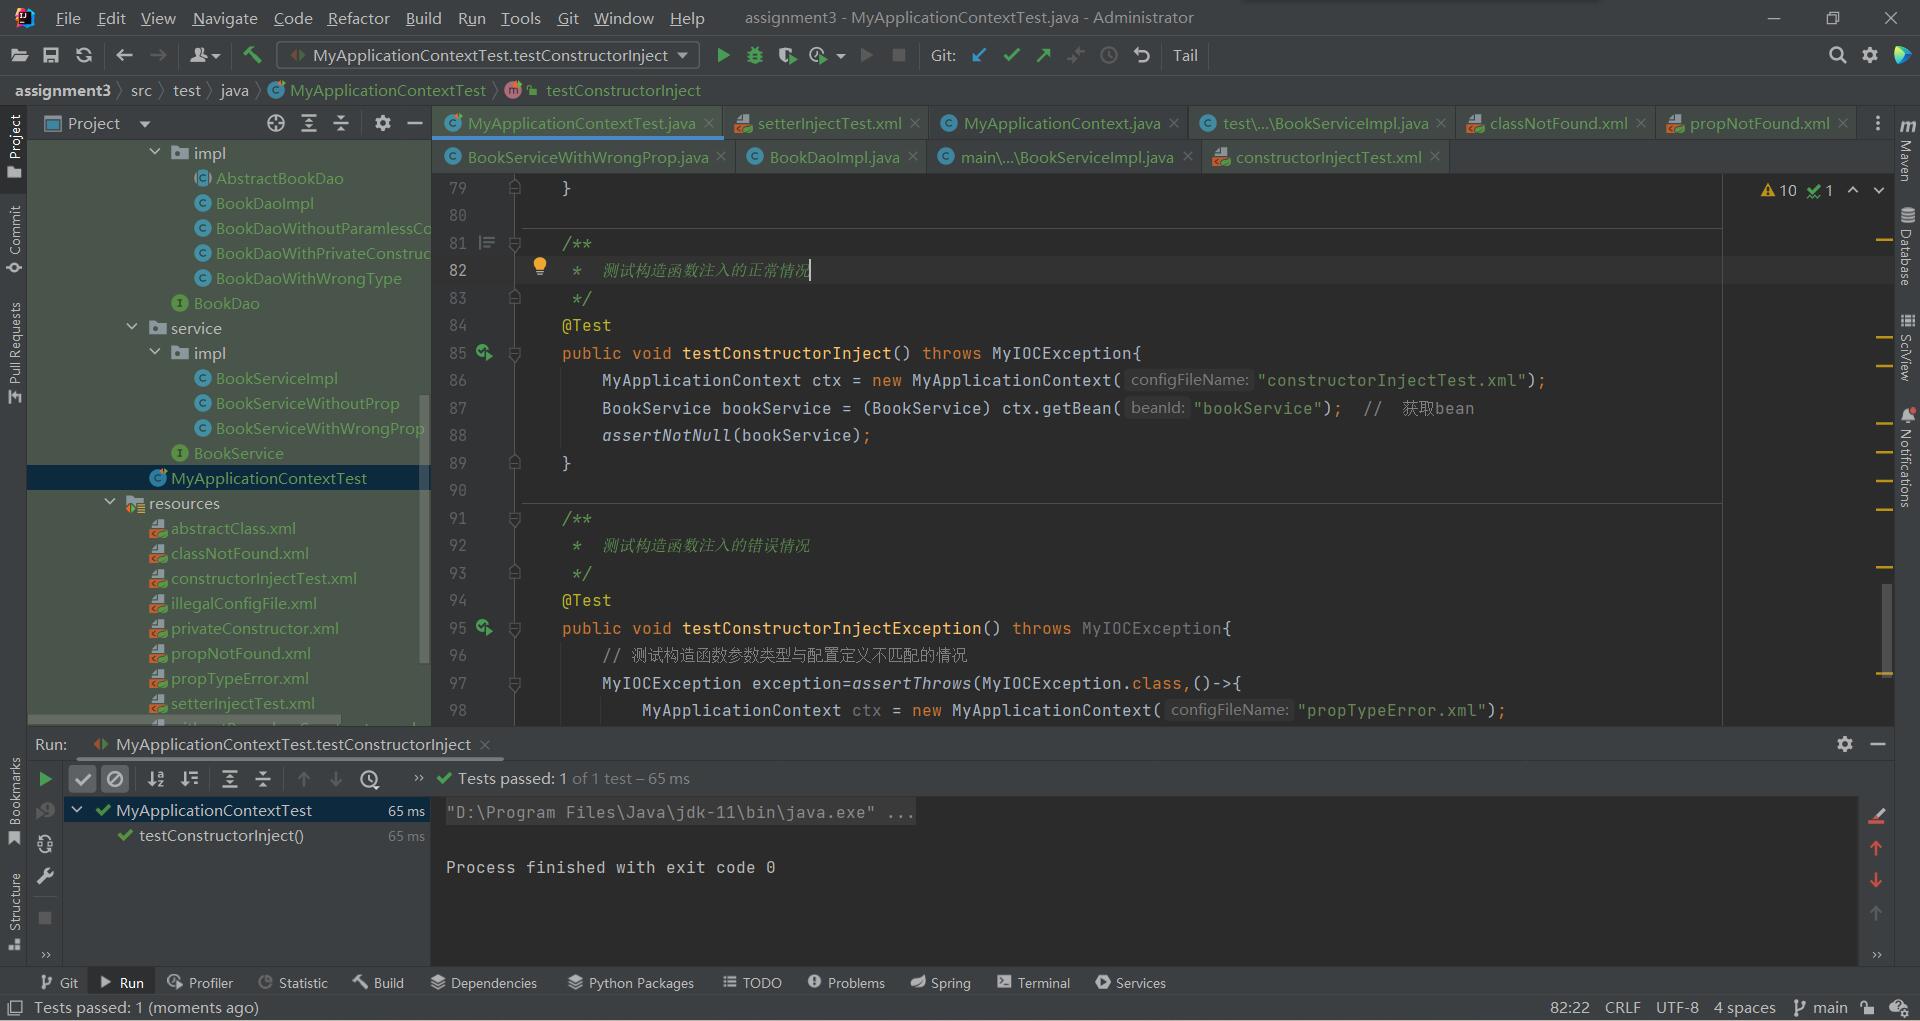 File Edit View Navigate Code Refactor Build Run Tools Git Window Help assignment3 - MyApplicationContextTest.java - Administrator
MyApplicationContextTest.testConstructorInject Git: Tail
assignment3 src test java MyApplicationContextTest testConstructorInject
Project
Project
Commit
Pull Requests
Bookmarks
Structure
impl
AbstractBookDao
BookDaoImpl
BookDaoWithoutParamlessCo
BookDaoWithPrivateConstruc
BookDaoWithWrongType
BookDao
service
impl
BookServiceImpl
BookServiceWithoutProp
BookServiceWithWrongProp
BookService
MyApplicationContextTest
resources
abstractClass.xml
classNotFound.xml
constructorInjectTest.xml
illegalConfigFile.xml
privateConstructor.xml
propNotFound.xml
propTypeError.xml
setterInjectTest.xml
MyApplicationContextTest.java setterInjectTest.xml MyApplicationContext.java test\...\BookServiceImpl.java classNotFound.xml propNotFound.xml
BookServiceWithWrongProp.java BookDaoImpl.java main\...\BookServiceImpl.java constructorInjectTest.xml
10 1
79 }
80
81 /**
82 * 测试构造函数注入的正常情况
83 */
84 @Test
85 public void testConstructorInject() throws MyIOCException{
86 MyApplicationContext ctx = new MyApplicationContext( configFileName: "constructorInjectTest.xml");
87 BookService bookService = (BookService) ctx.getBean( beanId: "bookService"); // 获取bean
88 assertNotNull(bookService);
89 }
90
91 /**
92 * 测试构造函数注入的错误情况
93 */
94 @Test
95 public void testConstructorInjectException() throws MyIOCException{
96 // 测试构造函数参数类型与配置定义不匹配的情况
97 MyIOCException exception=assertThrows(MyIOCException.class,()->{
98 MyApplicationContext ctx = new MyApplicationContext( configFileName: "propTypeError.xml");
m
Maven
Database
SciView
Notifications
Run: MyApplicationContextTest.testConstructorInject
Tests passed: 1 of 1 test – 65 ms
MyApplicationContextTest 65 ms
testConstructorInject() 65 ms
"D:\Program Files\Java\jdk-11\bin\java.exe" ...
Process finished with exit code 0
Git Run Profiler Statistic Build Dependencies Python Packages TODO Problems Spring Terminal Services
Tests passed: 1 (moments ago) 82:22 CRLF UTF-8 4 spaces main